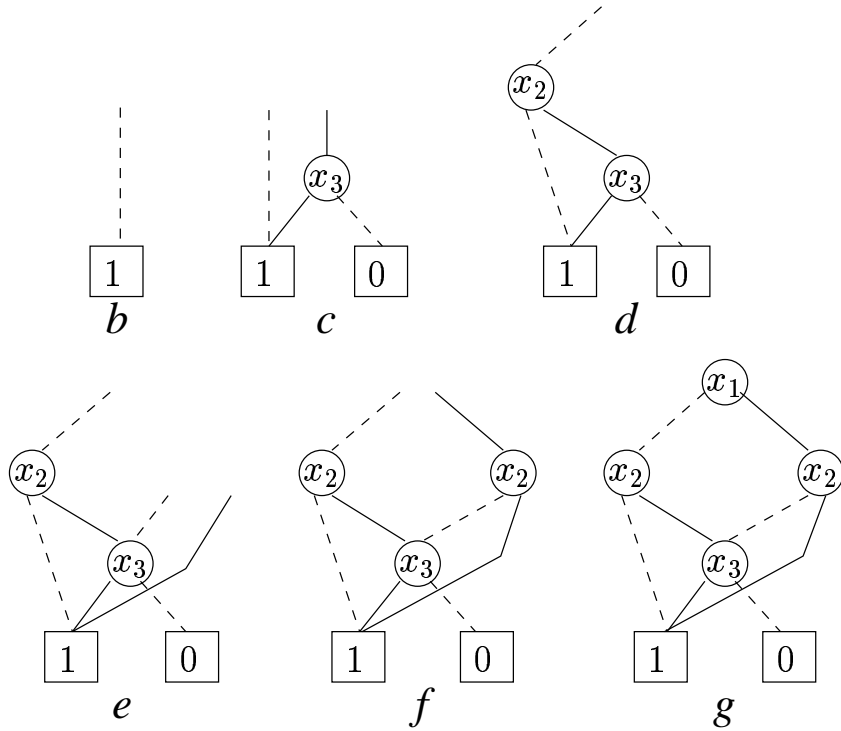 x₂
x₃ x₃
1 1 0 1 0
b c d
x₁
x₂ x₂ x₂ x₂ x₂
x₃ x₃ x₃
1 0 1 0 1 0
e f g